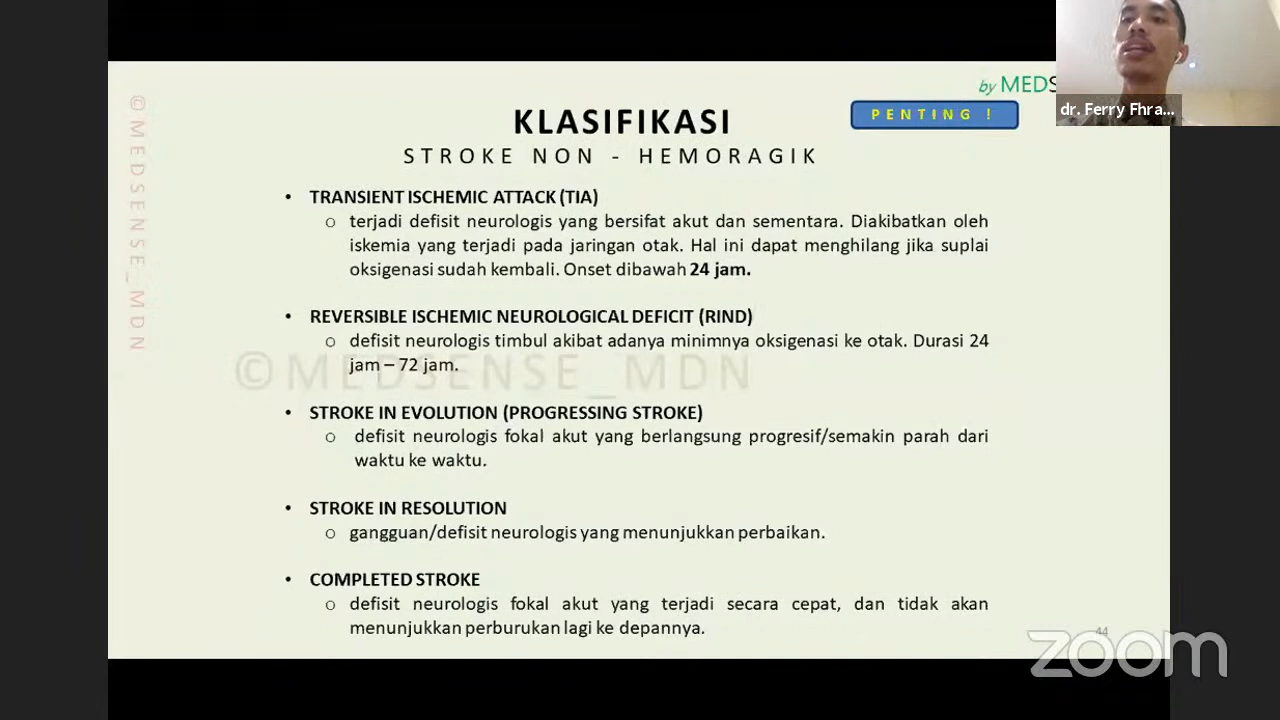 by MEDS
PENTING !
dr. Ferry Fhra...
KLASIFIKASI
STROKE NON - HEMORAGIK
©MEDSENSE_MDN
• TRANSIENT ISCHEMIC ATTACK (TIA)
o terjadi defisit neurologis yang bersifat akut dan sementara. Diakibatkan oleh
iskemia yang terjadi pada jaringan otak. Hal ini dapat menghilang jika suplai
oksigenasi sudah kembali. Onset dibawah 24 jam.
• REVERSIBLE ISCHEMIC NEUROLOGICAL DEFICIT (RIND)
o defisit neurologis timbul akibat adanya minimnya oksigenasi ke otak. Durasi 24
jam – 72 jam.
©MEDSENSE_MDN
• STROKE IN EVOLUTION (PROGRESSING STROKE)
o defisit neurologis fokal akut yang berlangsung progresif/semakin parah dari
waktu ke waktu.
• STROKE IN RESOLUTION
o gangguan/defisit neurologis yang menunjukkan perbaikan.
• COMPLETED STROKE
o defisit neurologis fokal akut yang terjadi secara cepat, dan tidak akan
menunjukkan perburukan lagi ke depannya.
44
zoom